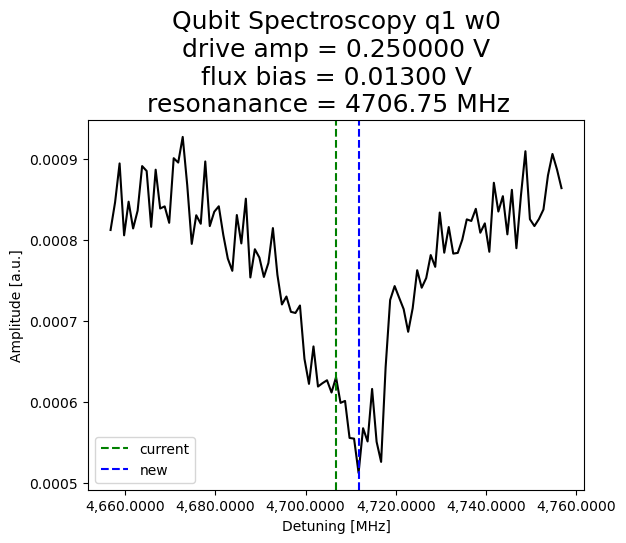 Qubit Spectroscopy q1 w0
drive amp = 0.250000 V
flux bias = 0.01300 V
resonanance = 4706.75 MHz
0.0009
0.0008
0.0007
0.0006
0.0005
Amplitude [a.u.]
current
new
4,660.0000 4,680.0000 4,700.0000 4,720.0000 4,740.0000 4,760.0000
Detuning [MHz]